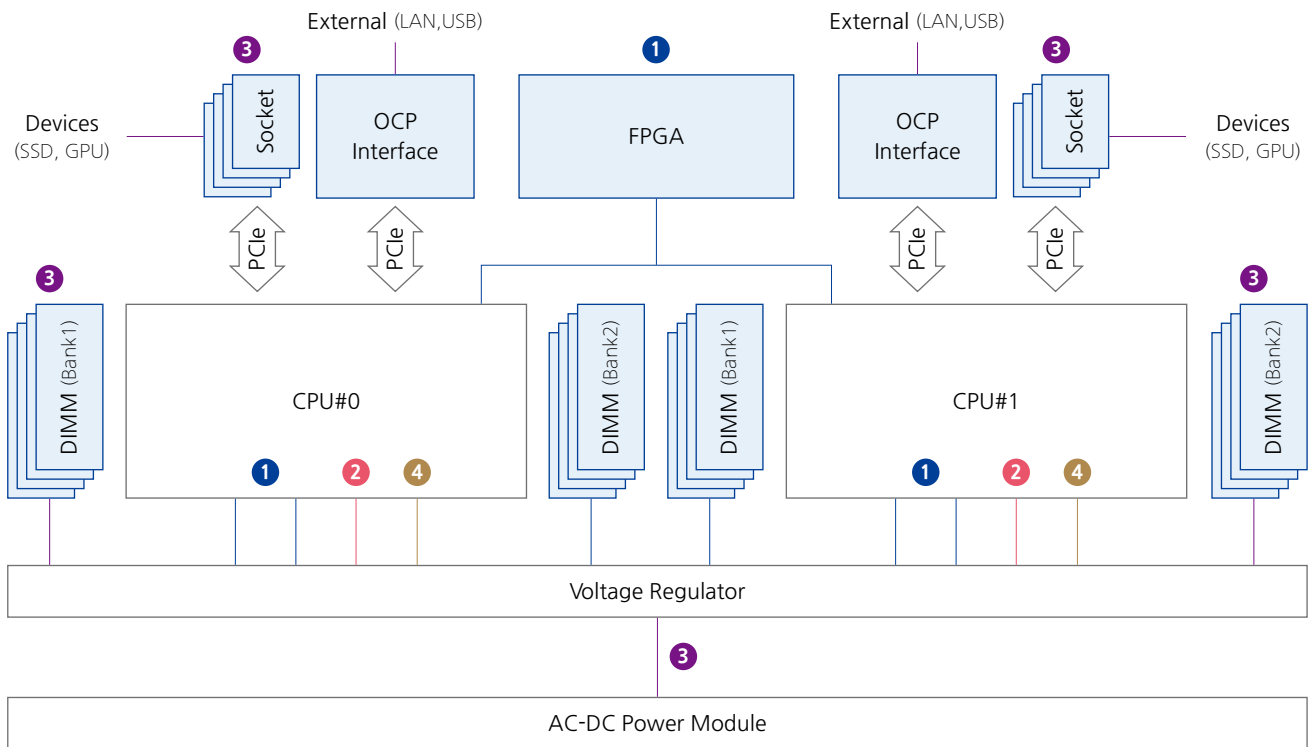 External (LAN,USB)
External (LAN,USB)
3
1
3
Devices
(SSD, GPU)
Socket
OCP
Interface
FPGA
OCP
Interface
Socket
Devices
(SSD, GPU)
PCIe
PCIe
PCIe
PCIe
3
3
DIMM (Bank1)
CPU#0
DIMM (Bank2)
DIMM (Bank1)
CPU#1
DIMM (Bank2)
1
2
4
1
2
4
Voltage Regulator
3
AC-DC Power Module